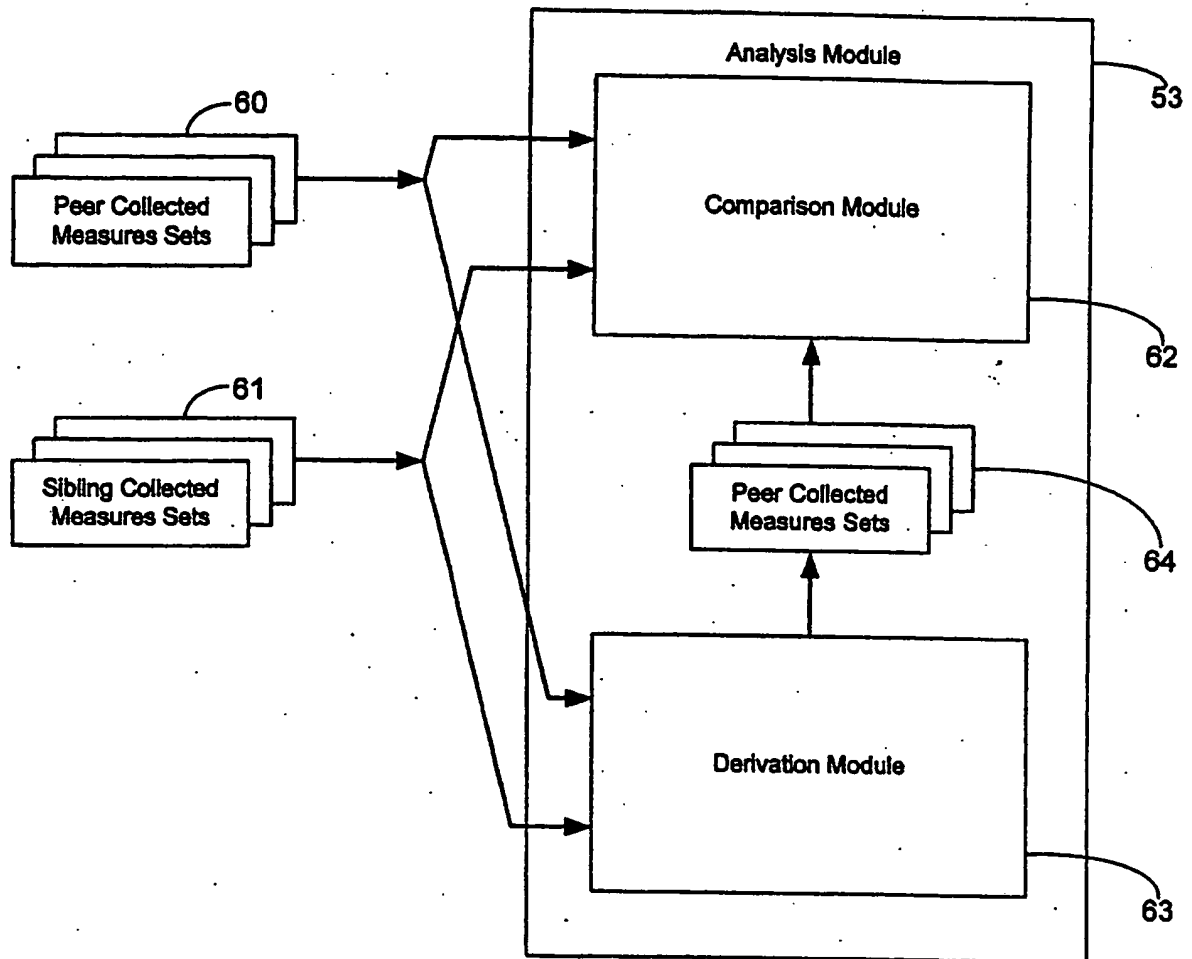 Analysis Module
53
60
Peer Collected
Measures Sets
Comparison Module
62
61
Sibling Collected
Measures Sets
Peer Collected
Measures Sets
64
Derivation Module
63